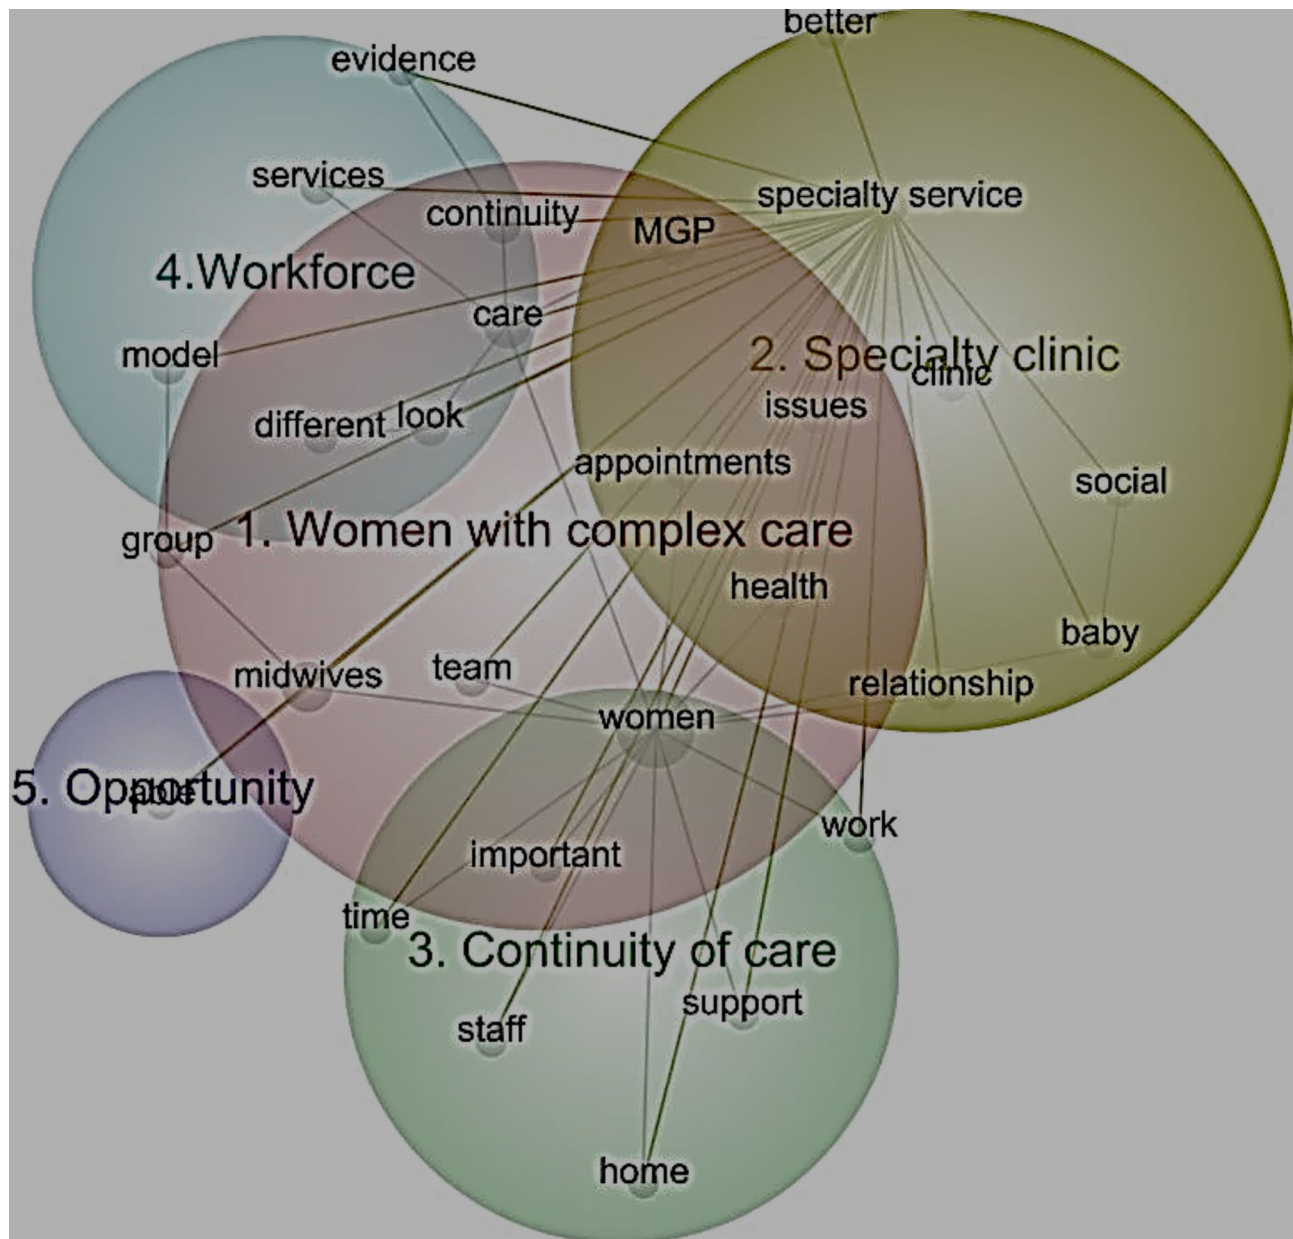 better
evidence
services
specialty service
continuity
MGP
4.Workforce
care
model
2. Specialty clinic
clinic
issues
different
look
appointments
social
group
1. Women with complex care
health
baby
midwives
team
relationship
women
5. Opportunity
able
work
important
time
3. Continuity of care
support
staff
home